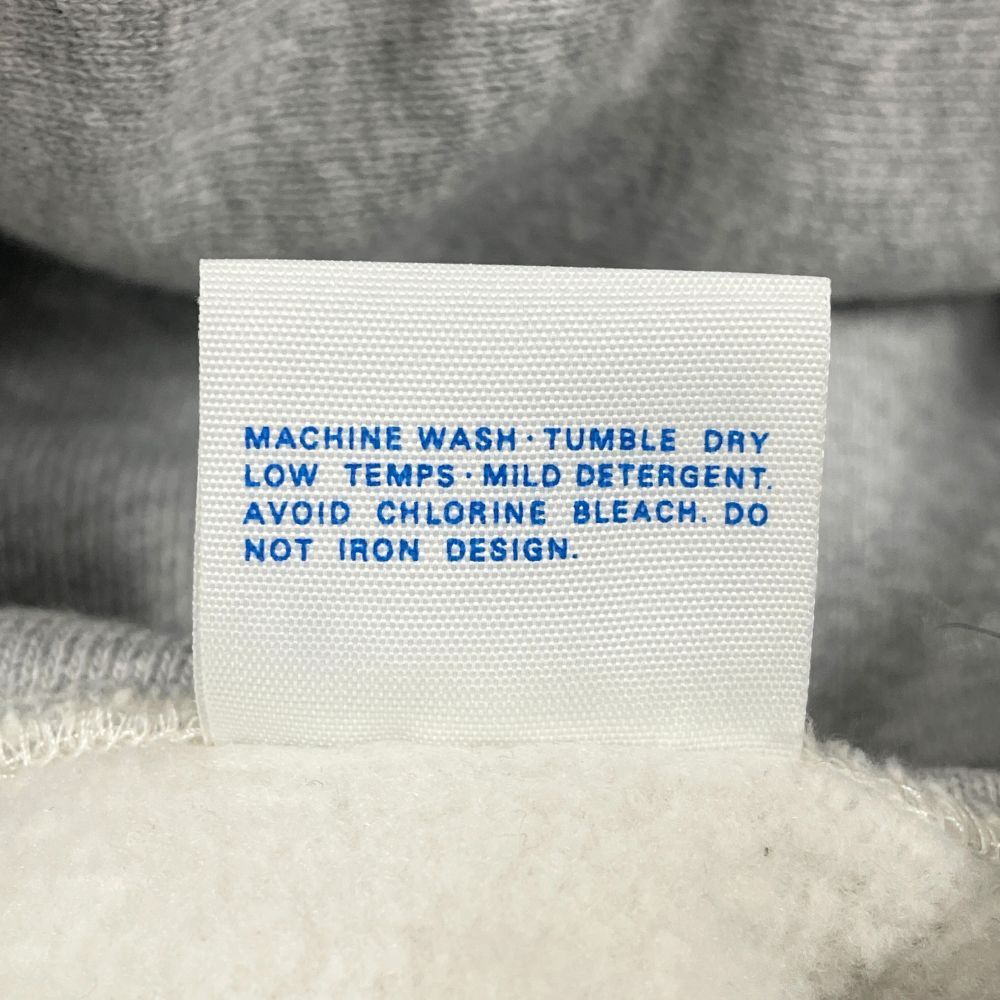 MACHINE WASH · TUMBLE DRY
LOW TEMPS · MILD DETERGENT.
AVOID CHLORINE BLEACH. DO
NOT IRON DESIGN.